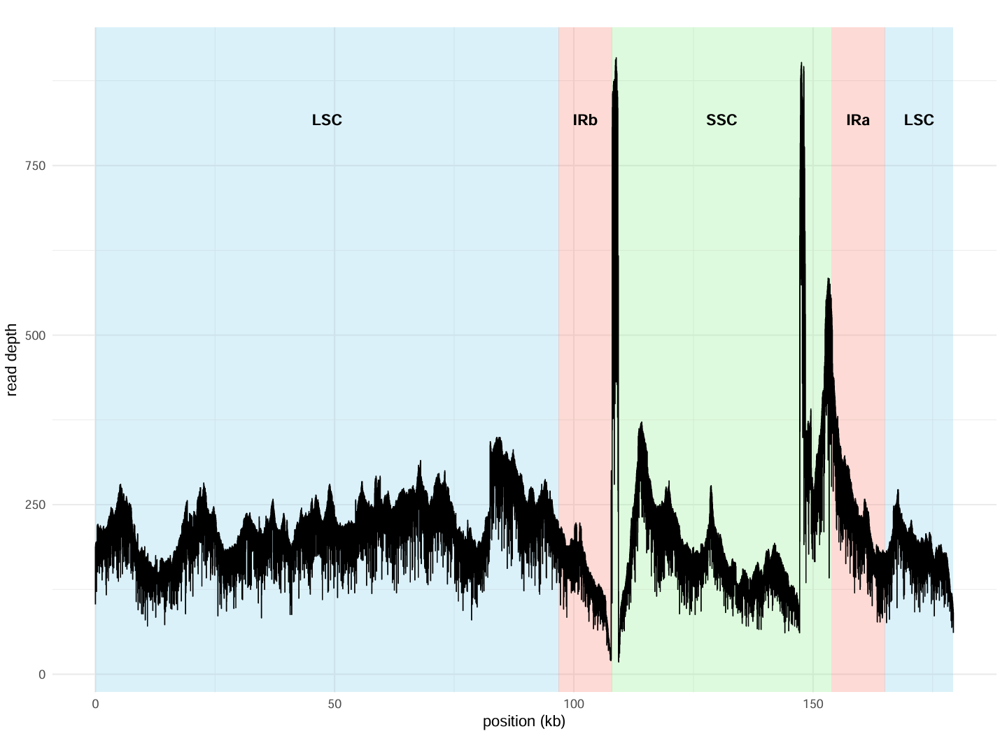 LSC IRb SSC IRa LSC
750
500
250
0
read depth
0 50 100 150
position (kb)